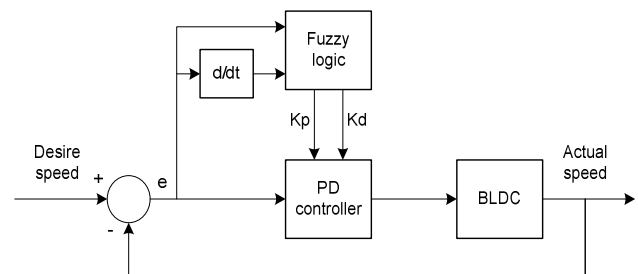 Fuzzy
logic
d/dt
Kp
Kd
Desire
speed
+
e
-
PD
controller
BLDC
Actual
speed